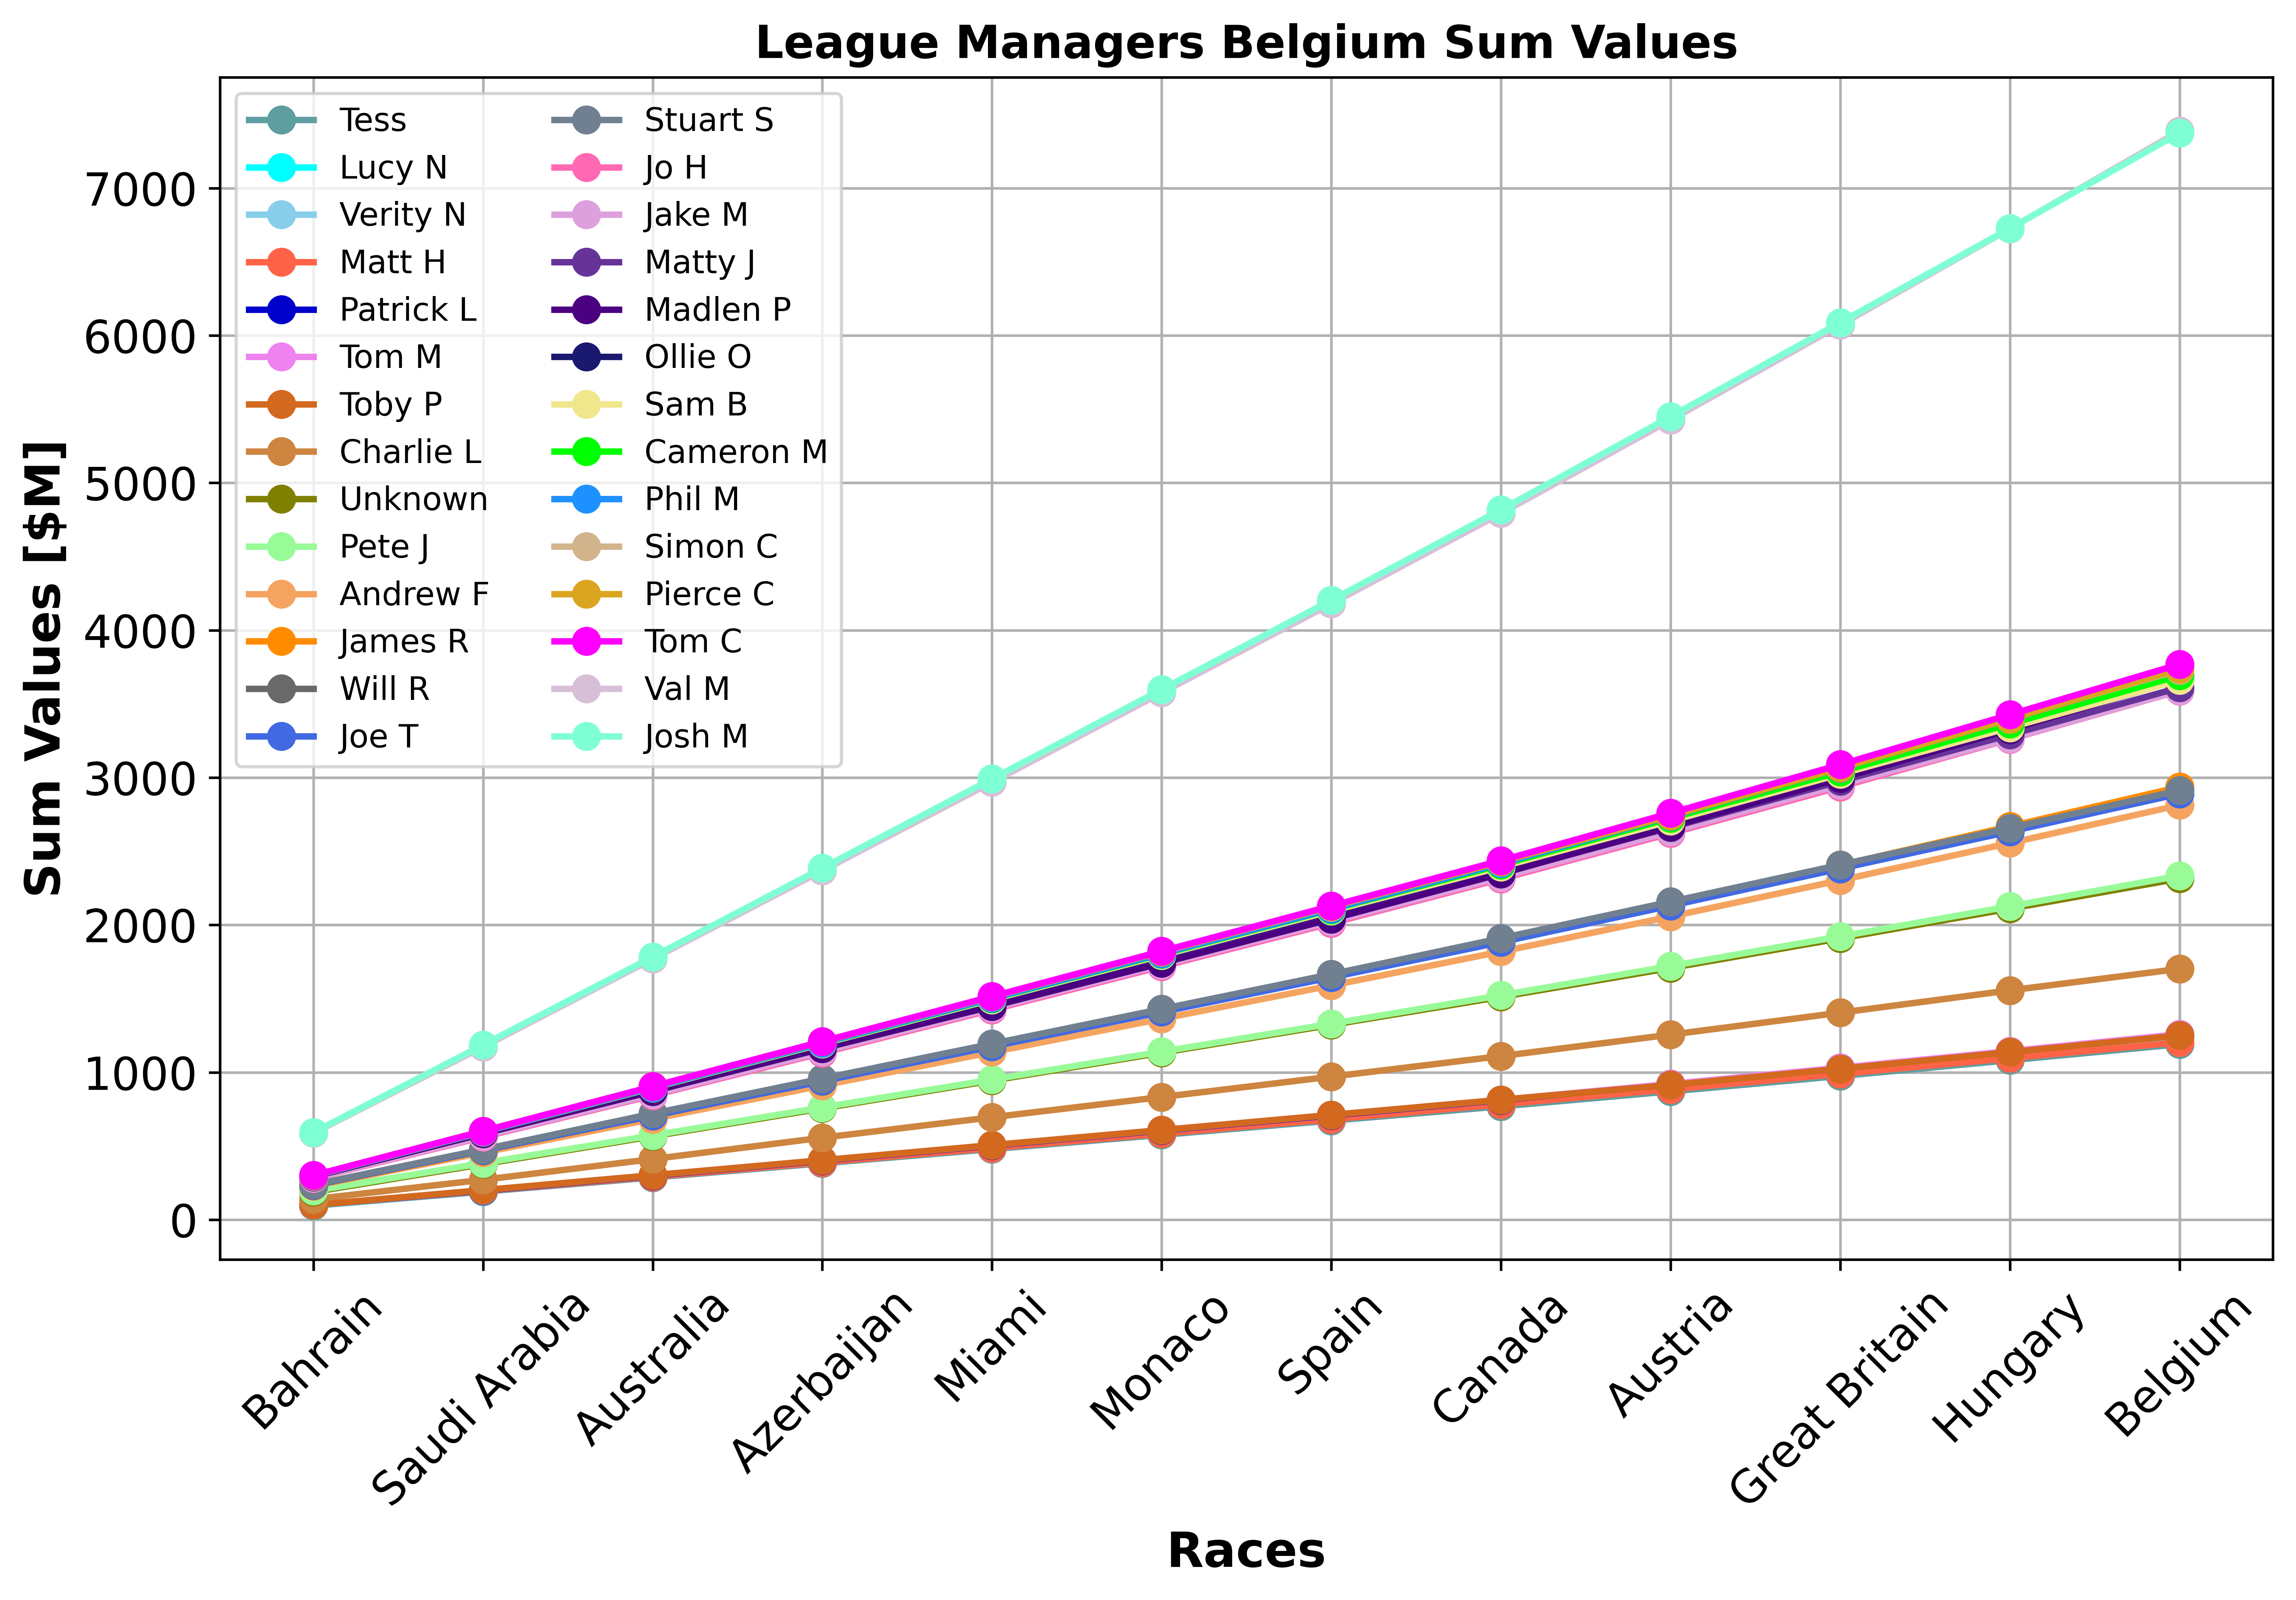 League Managers Belgium Sum Values
Sum Values [$M]
7000
6000
5000
4000
3000
2000
1000
0
Tess
Lucy N
Verity N
Matt H
Patrick L
Tom M
Toby P
Charlie L
Unknown
Pete J
Andrew F
James R
Will R
Joe T
Stuart S
Jo H
Jake M
Matty J
Madlen P
Ollie O
Sam B
Cameron M
Phil M
Simon C
Pierce C
Tom C
Val M
Josh M
Bahrain
Saudi Arabia
Australia
Azerbaijan
Miami
Monaco
Spain
Canada
Austria
Great Britain
Hungary
Belgium
Races